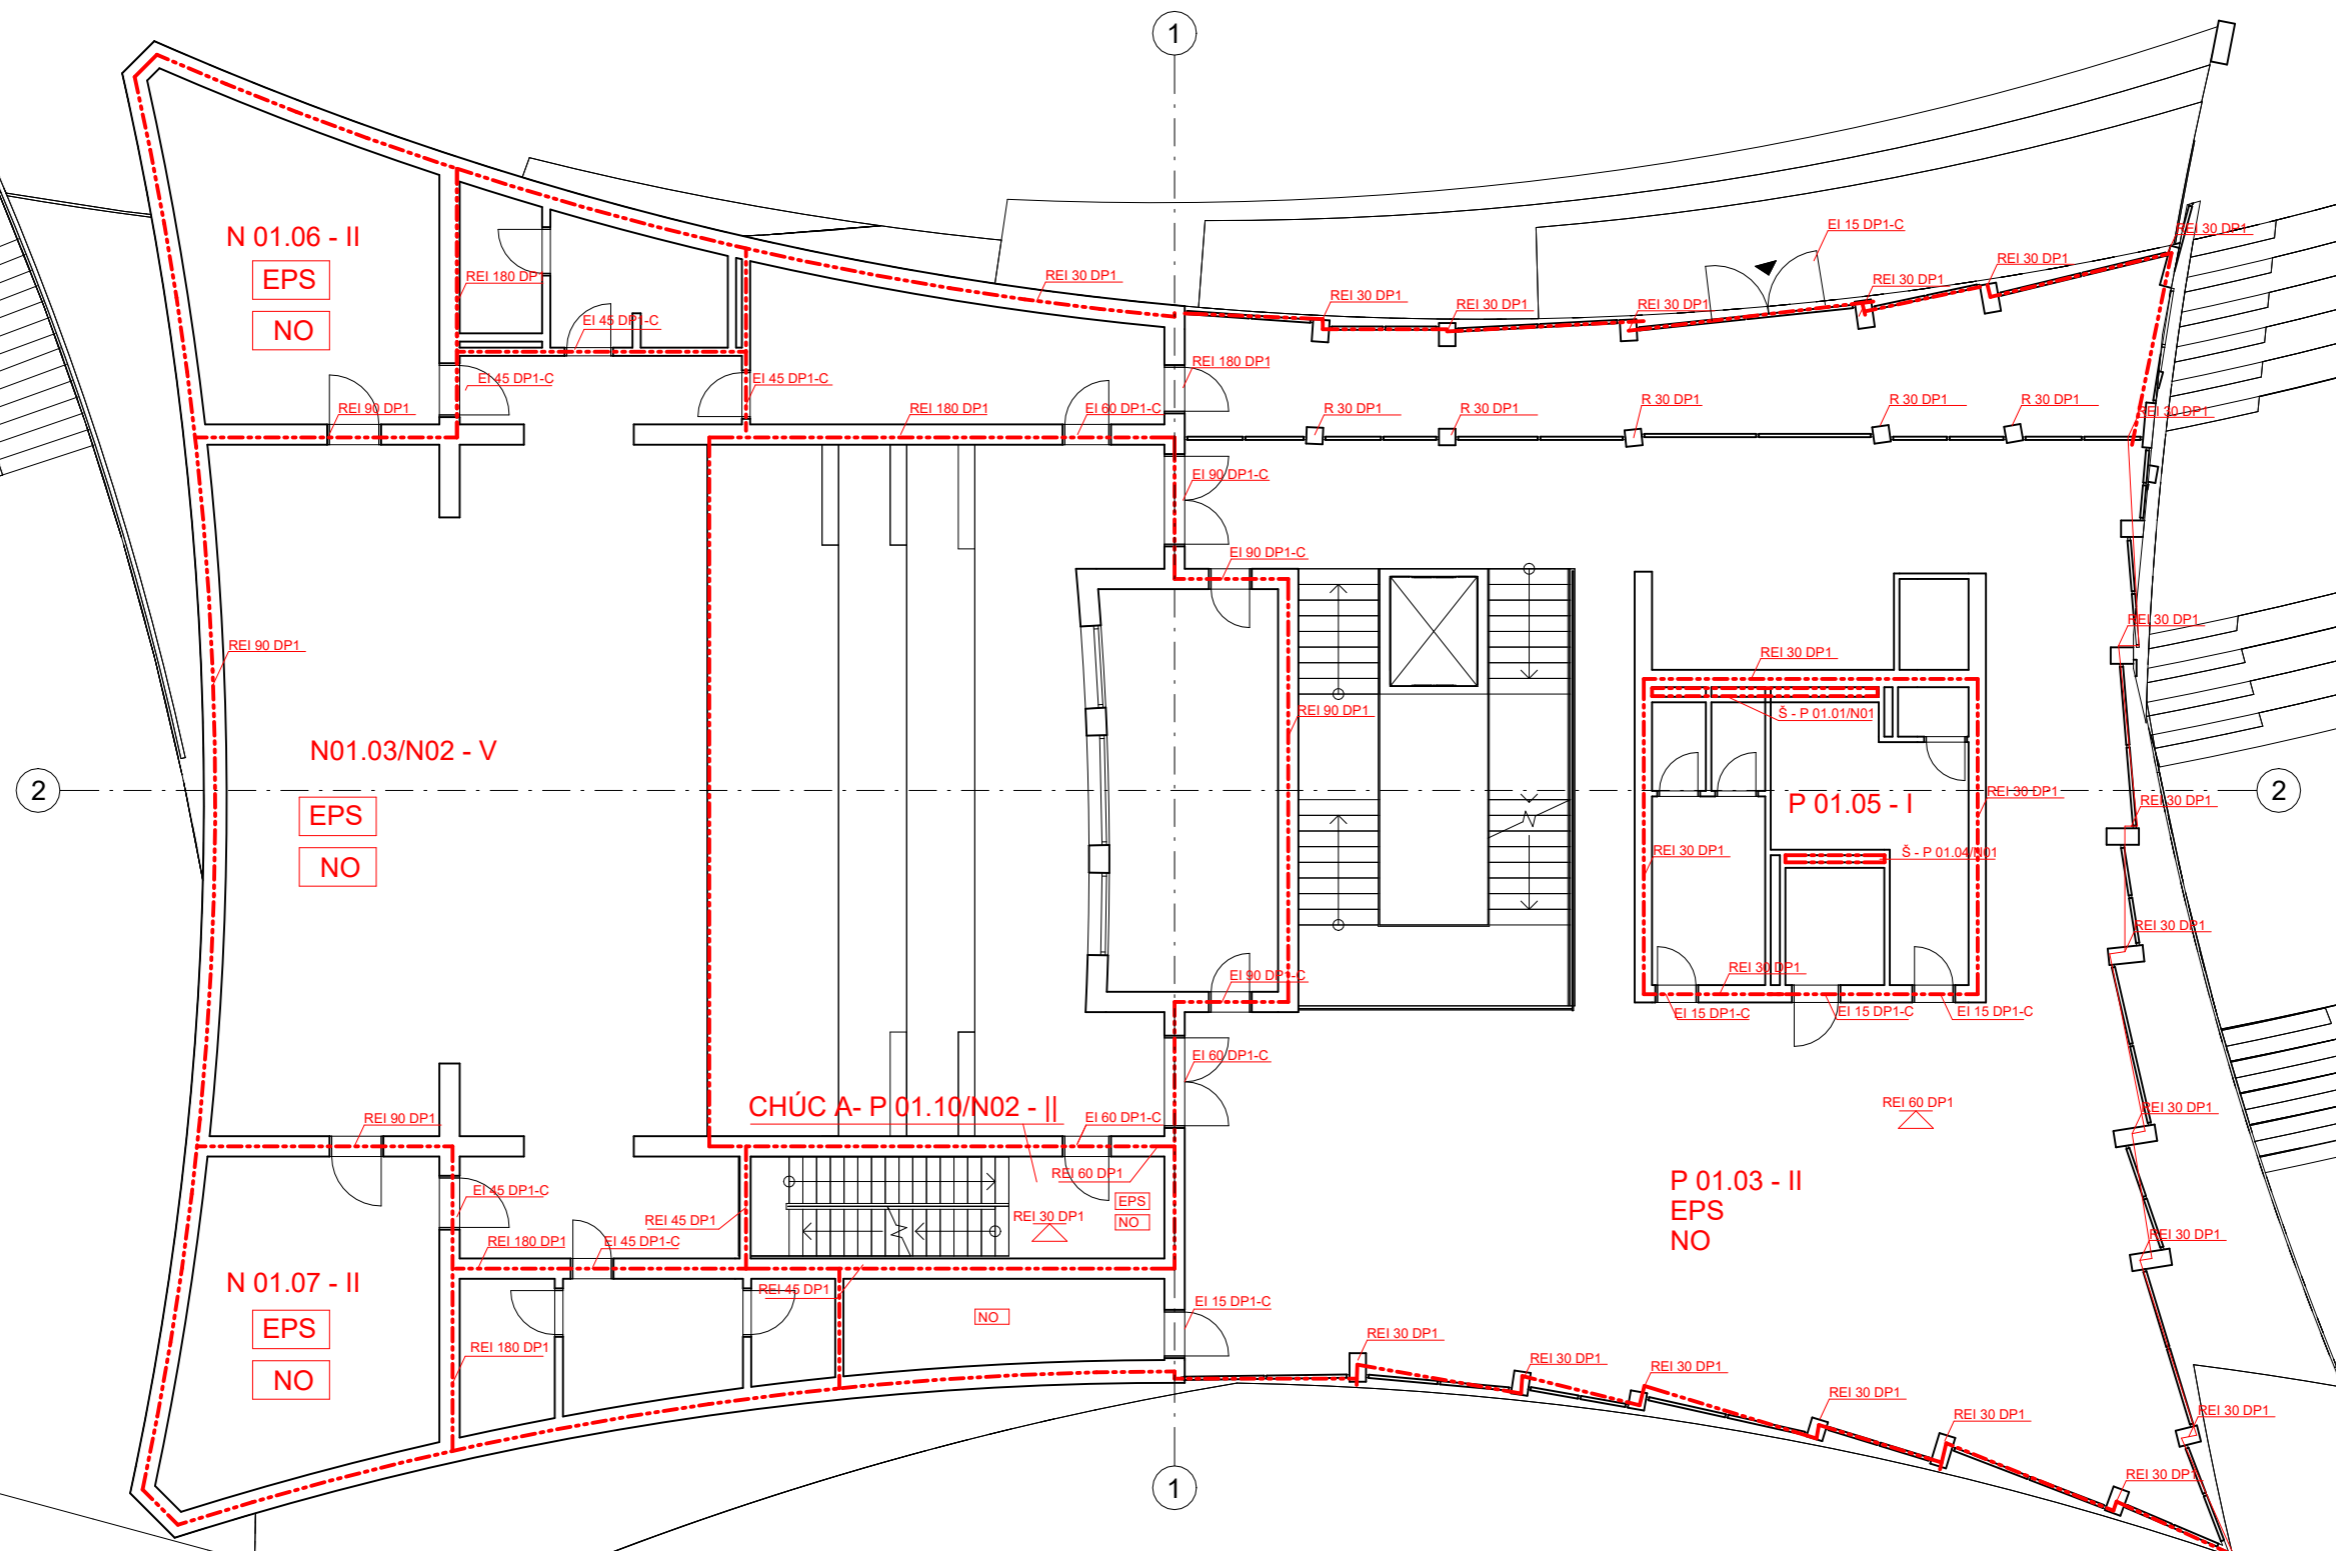 1
N 01.06 - II
EPS
NO
REI 180 DP1
EI 45 DP1-C
EI 45 DP1-C
EI 45 DP1-C
REI 90 DP1
REI 30 DP1
REI 180 DP1
EI 60 DP1-C
REI 180 DP1
REI 30 DP1
REI 30 DP1
REI 30 DP1
EI 15 DP1-C
REI 30 DP1
REI 30 DP1
REI 30 DP1
R 30 DP1
R 30 DP1
R 30 DP1
R 30 DP1
R 30 DP1
REI 30 DP1
EI 90 DP1-C
EI 90 DP1-C
REI 90 DP1
REI 30 DP1
REI 30 DP1
REI 90 DP1
Š - P 01.01/N01
N01.03/N02 - V
EPS
NO
2
2
P 01.05 - I
REI 30 DP1
REI 30 DP1
REI 30 DP1
Š - P 01.04/N01
REI 30 DP1
EI 90 DP1-C
REI 30 DP1
EI 15 DP1-C
EI 15 DP1-C
EI 15 DP1-C
EI 60 DP1-C
CHÚC A- P 01.10/N02 - II
REI 90 DP1
EI 60 DP1-C
REI 60 DP1
REI 30 DP1
REI 60 DP1
EPS
NO
REI 30 DP1
EI 45 DP1-C
REI 45 DP1
REI 180 DP1
EI 45 DP1-C
P 01.03 - II
EPS
NO
REI 30 DP1
N 01.07 - II
EPS
NO
REI 45 DP1
NO
EI 15 DP1-C
REI 180 DP1
REI 30 DP1
REI 30 DP1
REI 30 DP1
REI 30 DP1
REI 30 DP1
REI 30 DP1
REI 30 DP1
1